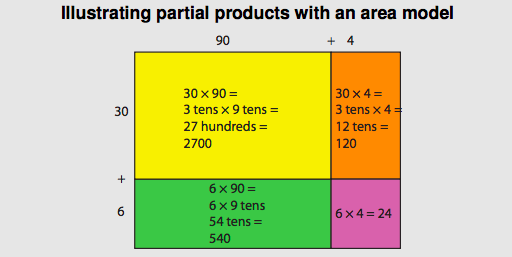 Illustrating partial products with an area model
90 + 4
30
30 × 90 =
3 tens × 9 tens =
27 hundreds =
2700
30 × 4 =
3 tens × 4 =
12 tens =
120
+
6
6 × 90 =
6 × 9 tens
54 tens =
540
6 × 4 = 24